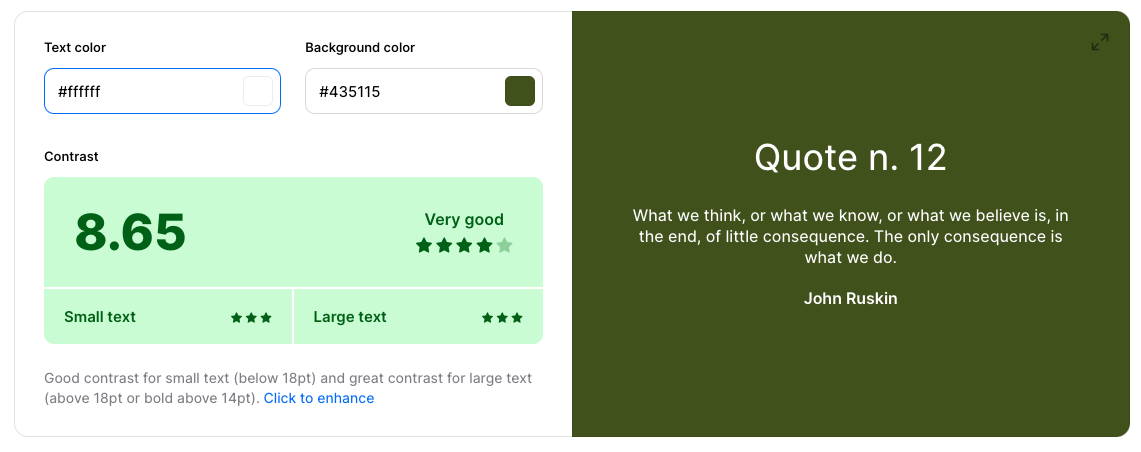 Text color
#ffffff
Background color
#435115
Contrast
8.65
Very good
Small text
Large text
Good contrast for small text (below 18pt) and great contrast for large text
(above 18pt or bold above 14pt). Click to enhance
Quote n. 12
What we think, or what we know, or what we believe is, in
the end, of little consequence. The only consequence is
what we do.
John Ruskin